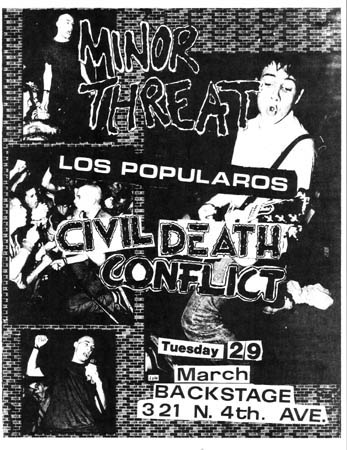 MINOR
THREAT
LOS POPULAROS
CIVIL DEATH
CONFLICT
Tuesday 29
March
BACKSTAGE
321 N. 4th. AVE.